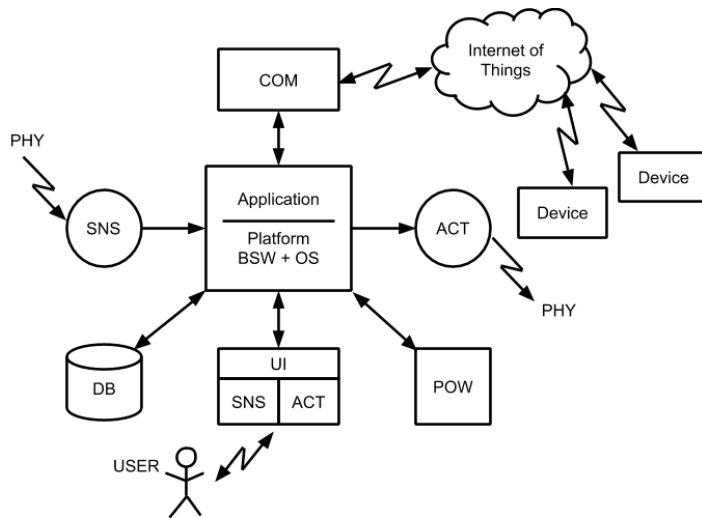 Internet of
Things
COM
PHY
Device
Application
Device
SNS
ACT
Platform
BSW + OS
PHY
UI
DB
POW
SNS
ACT
USER